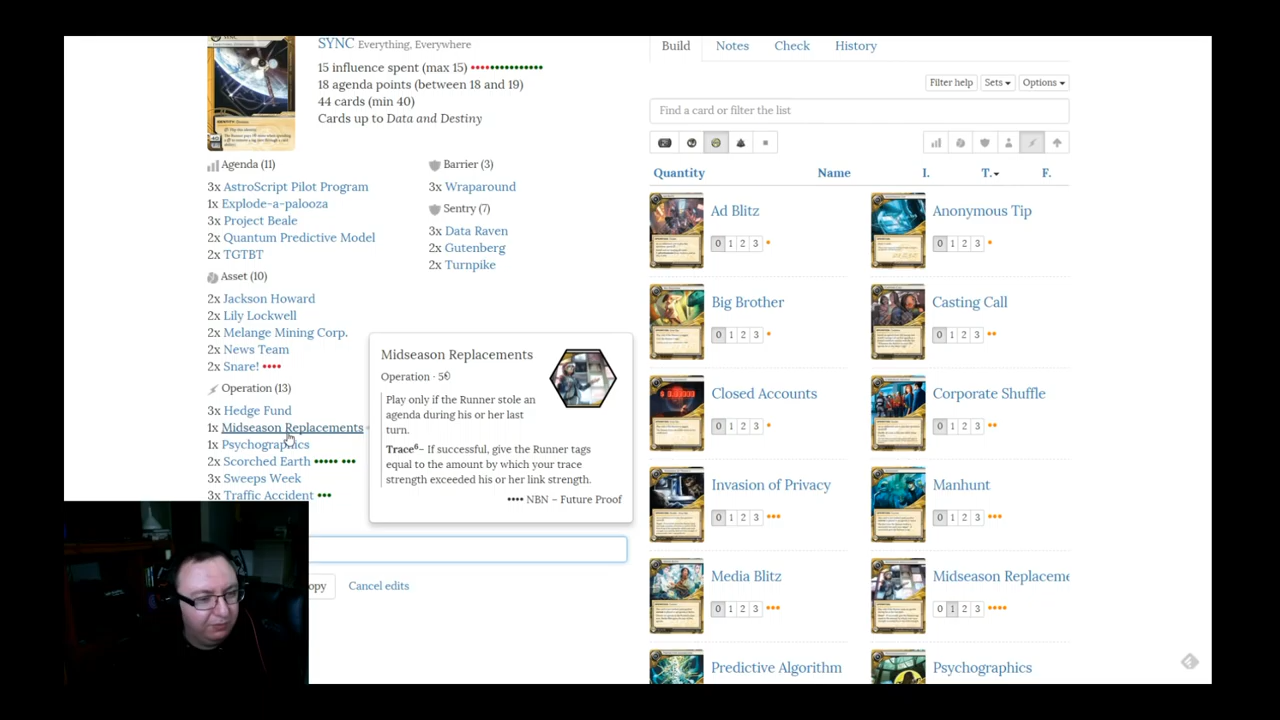 SYNC Everything, Everywhere
15 influence spent (max 15)
18 agenda points (between 18 and 19)
44 cards (min 40)
Cards up to Data and Destiny
Agenda (11)
3x AstroScript Pilot Program
1x Explode-a-palooza
3x Project Beale
2x Quantum Predictive Model
2x TGTBT
Asset (10)
2x Jackson Howard
2x Lily Lockwell
2x Melange Mining Corp.
2x News Team
2x Snare!
Operation (13)
3x Hedge Fund
1x Midseason Replacements
1x Psychographics
2x Scorched Earth
3x Sweeps Week
3x Traffic Accident
Barrier (3)
3x Wraparound
Sentry (7)
3x Data Raven
2x Gutenberg
2x Turnpike
Midseason Replacements
Operation · 5
Play only if the Runner stole an
agenda during his or her last
turn.
Trace6– If successful, give the Runner tags
equal to the amount by which your trace
strength exceeded his or her link strength.
NBN – Future Proof
opy
Cancel edits
Build Notes Check History
Filter help Sets Options
Find a card or filter the list
Quantity Name I. T. F.
Ad Blitz
0 1 2 3
Anonymous Tip
0 1 2 3
Big Brother
0 1 2 3
Casting Call
0 1 2 3
Closed Accounts
0 1 2 3
Corporate Shuffle
0 1 2 3
Invasion of Privacy
0 1 2 3
Manhunt
0 1 2 3
Media Blitz
0 1 2 3
Midseason Replaceme
0 1 2 3
Predictive Algorithm
Psychographics